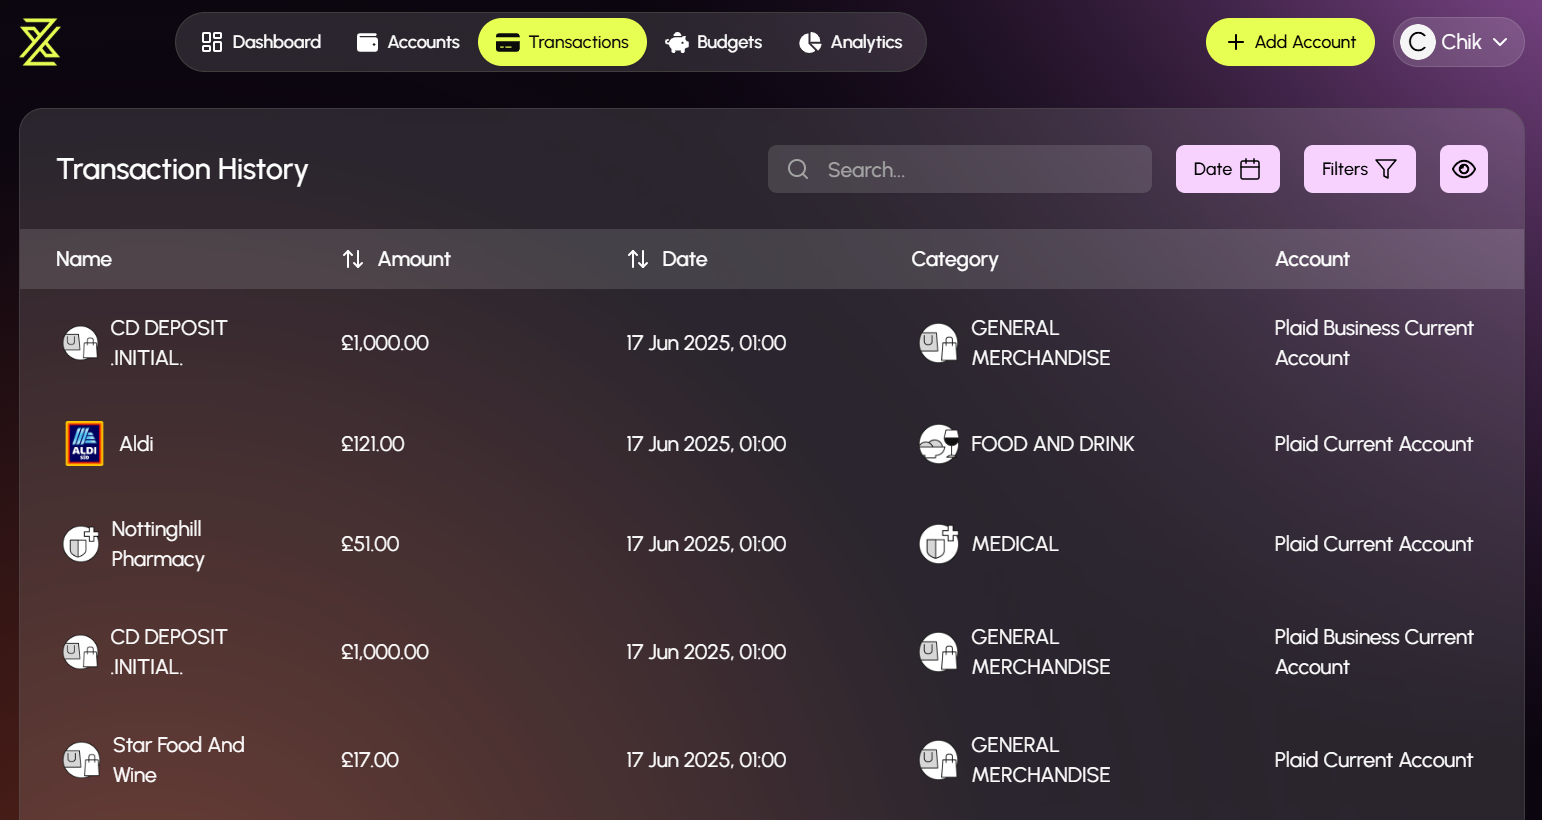 Dashboard Accounts Transactions Budgets Analytics Add Account C Chik
Transaction History Search... Date Filters
Name Amount Date Category Account
CD DEPOSIT
.INITIAL.
£1,000.00 17 Jun 2025, 01:00
GENERAL
MERCHANDISE
Plaid Business Current
Account
ALDI
SÜD
Aldi £121.00 17 Jun 2025, 01:00 FOOD AND DRINK Plaid Current Account
Nottinghill
Pharmacy
£51.00 17 Jun 2025, 01:00 MEDICAL Plaid Current Account
CD DEPOSIT
.INITIAL.
£1,000.00 17 Jun 2025, 01:00
GENERAL
MERCHANDISE
Plaid Business Current
Account
Star Food And
Wine
£17.00 17 Jun 2025, 01:00
GENERAL
MERCHANDISE
Plaid Current Account